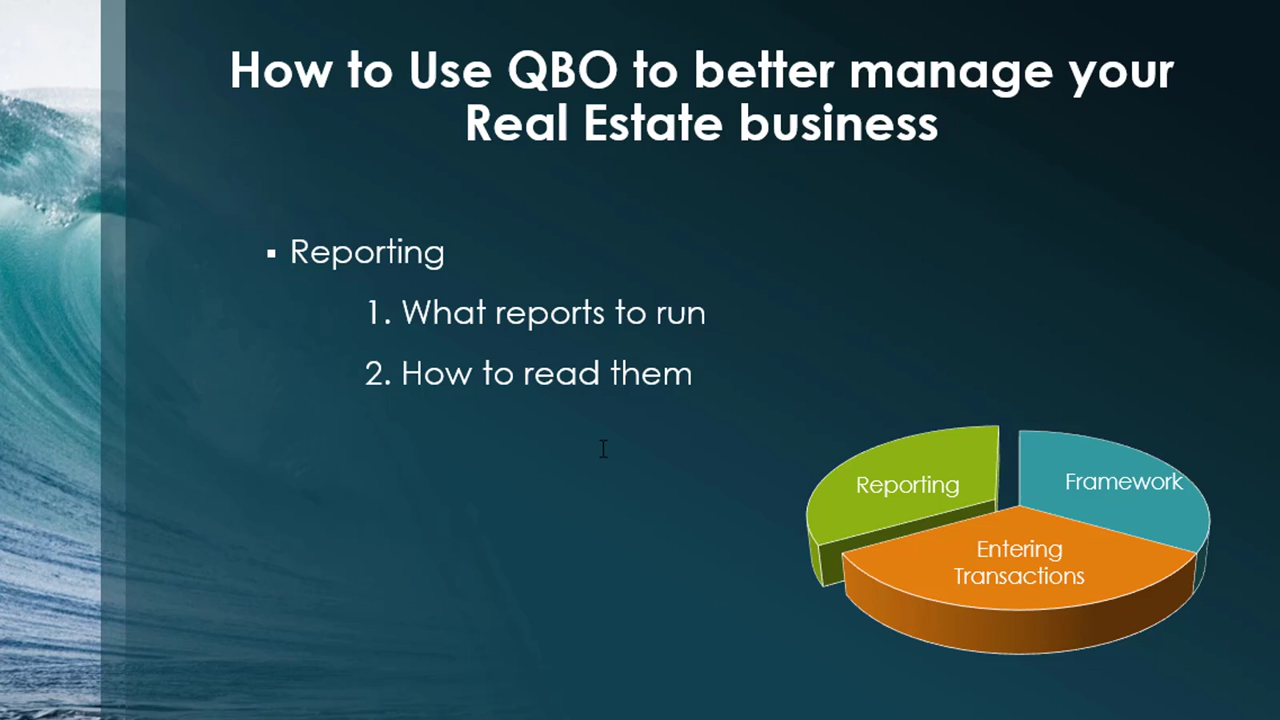 How to Use QBO to better manage your
Real Estate business
▪ Reporting
1. What reports to run
2. How to read them
Reporting
Framework
Entering
Transactions